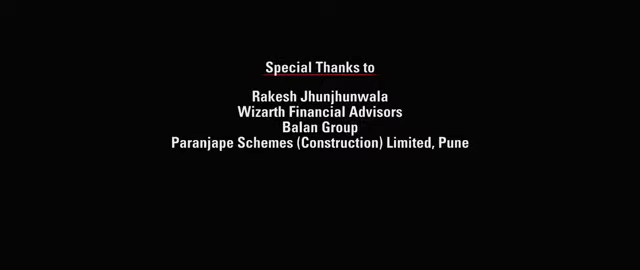 Special Thanks to
Rakesh Jhunjhunwala
Wizarth Financial Advisors
Balan Group
Paranjape Schemes (Construction) Limited, Pune